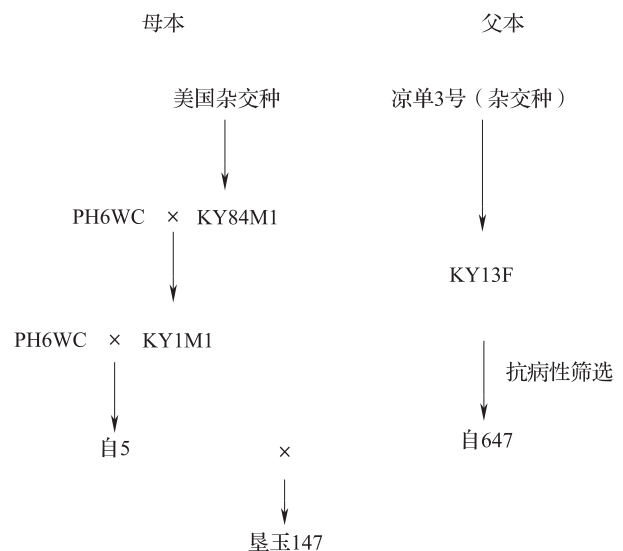 母本 父本
美国杂交种 凉单3号（杂交种）
PH6WC × KY84M1
KY13F
PH6WC × KY1M1
抗病性筛选
自5 × 自647
垦玉147